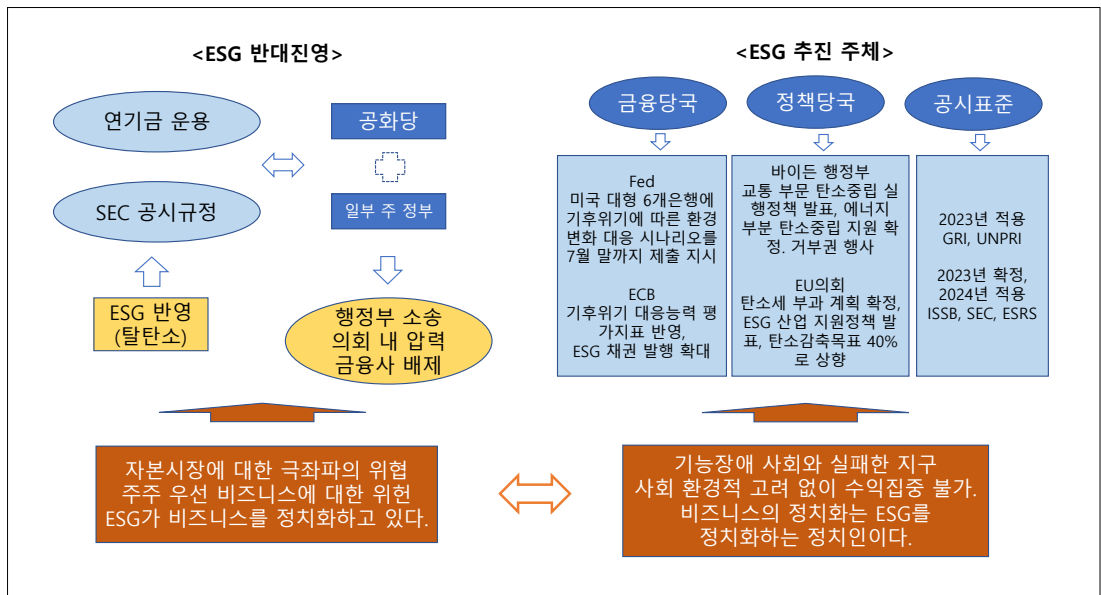 <ESG 반대진영>
연기금 운용
SEC 공시규정
ESG 반영
(탈탄소)
공화당
일부 주 정부
행정부 소송
의회 내 압력
금융사 배제
자본시장에 대한 극좌파의 위협
주주 우선 비즈니스에 대한 위헌
ESG가 비즈니스를 정치화하고 있다.
<ESG 추진 주체>
금융당국
Fed
미국 대형 6개은행에
기후위기에 따른 환경
변화 대응 시나리오를
7월 말까지 제출 지시
ECB
기후위기 대응능력 평
가지표 반영,
ESG 채권 발행 확대
정책당국
바이든 행정부
교통 부문 탄소중립 실
행정책 발표, 에너지
부분 탄소중립 지원 확
정. 거부권 행사
EU의회
탄소세 부과 계획 확정,
ESG 산업 지원정책 발
표, 탄소감축목표 40%
로 상향
공시표준
2023년 적용
GRI, UNPRI
2023년 확정,
2024년 적용
ISSB, SEC, ESRS
기능장애 사회와 실패한 지구
사회 환경적 고려 없이 수익집중 불가.
비즈니스의 정치화는 ESG를
정치화하는 정치인이다.